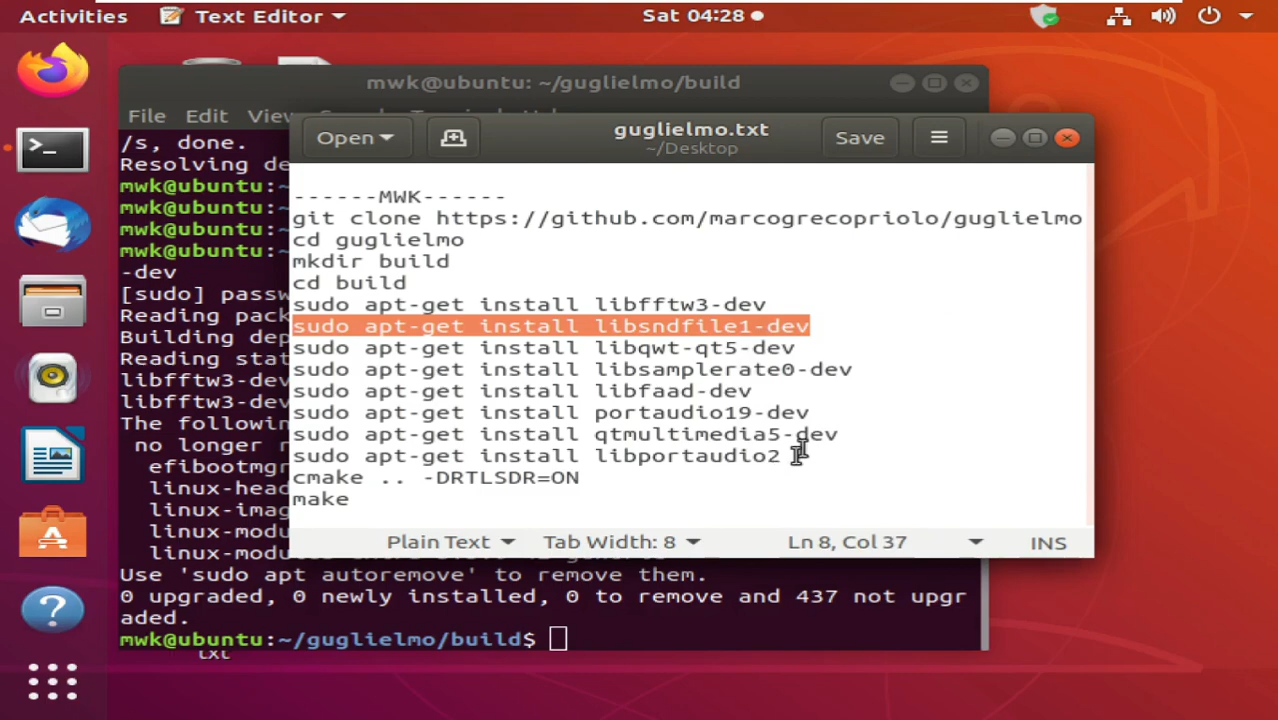 Activities
Text Editor
Sat 04:28
mwk@ubuntu: ~/guglielmo/build
File Edit View
/s, done.
Resolving de
mwk@ubuntu:~
mwk@ubuntu:~
mwk@ubuntu:~
mwk@ubuntu:~
-dev
[sudo] passw
Reading pack
Building dep
Reading stat
libfftw3-dev
libfftw3-dev
The following
no longer r
efibootmgr
linux-head
linux-imag
linux-modu
linux-modu
Use 'sudo apt autoremove' to remove them.
0 upgraded, 0 newly installed, 0 to remove and 437 not upgr
aded.
mwk@ubuntu:~/guglielmo/build$
txt
Open
guglielmo.txt
~/Desktop
Save
------MWK------
git clone https://github.com/marcogrecopriolo/guglielmo
cd guglielmo
mkdir build
cd build
sudo apt-get install libfftw3-dev
sudo apt-get install libsndfile1-dev
sudo apt-get install libqwt-qt5-dev
sudo apt-get install libsamplerate0-dev
sudo apt-get install libfaad-dev
sudo apt-get install portaudio19-dev
sudo apt-get install qtmultimedia5-dev
sudo apt-get install libportaudio2
cmake .. -DRTLSDR=ON
make
Plain Text
Tab Width: 8
Ln 8, Col 37
INS